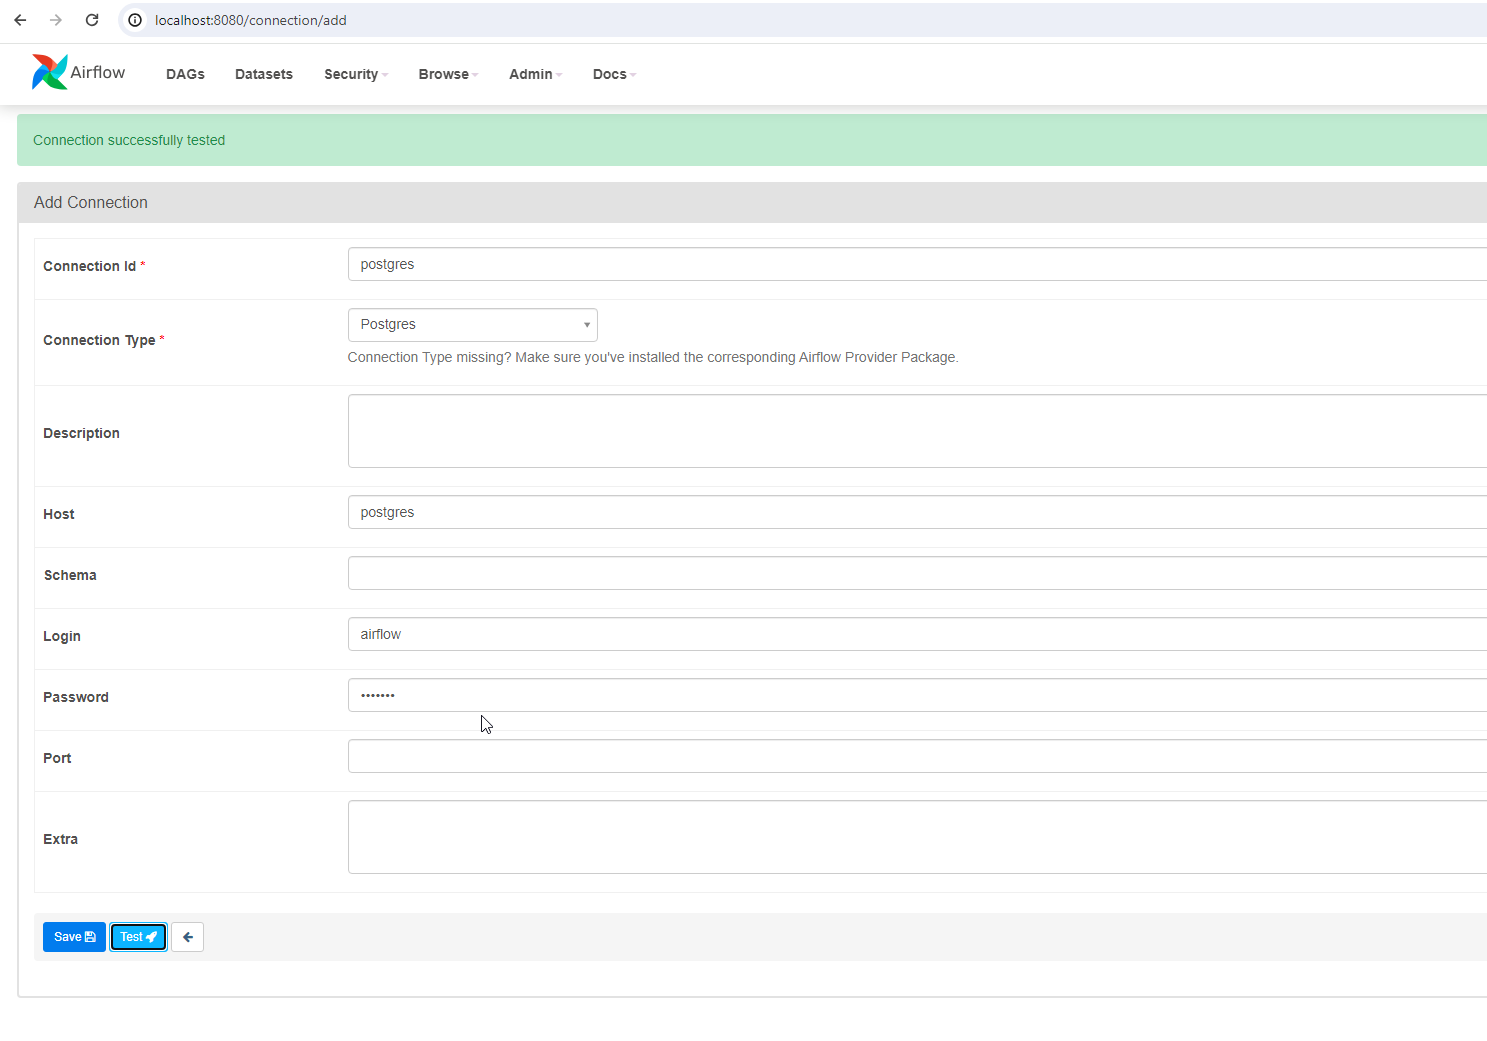 localhost:8080/connection/add
Airflow DAGs Datasets Security Browse Admin Docs
Connection successfully tested
Add Connection
Connection Id * postgres
Connection Type * Postgres
Connection Type missing? Make sure you've installed the corresponding Airflow Provider Package.
Description
Host postgres
Schema
Login airflow
Password •••••••
Port
Extra
Save Test